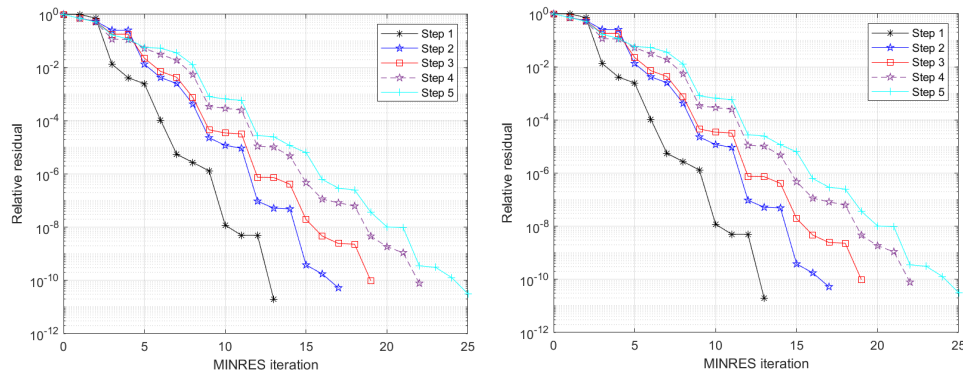 10^0
10^-2
10^-4
10^-6
10^-8
10^-10
10^-12
Relative residual
0 5 10 15 20 25
MINRES iteration
Step 1
Step 2
Step 3
Step 4
Step 5
10^0
10^-2
10^-4
10^-6
10^-8
10^-10
10^-12
Relative residual
0 5 10 15 20 25
MINRES iteration
Step 1
Step 2
Step 3
Step 4
Step 5